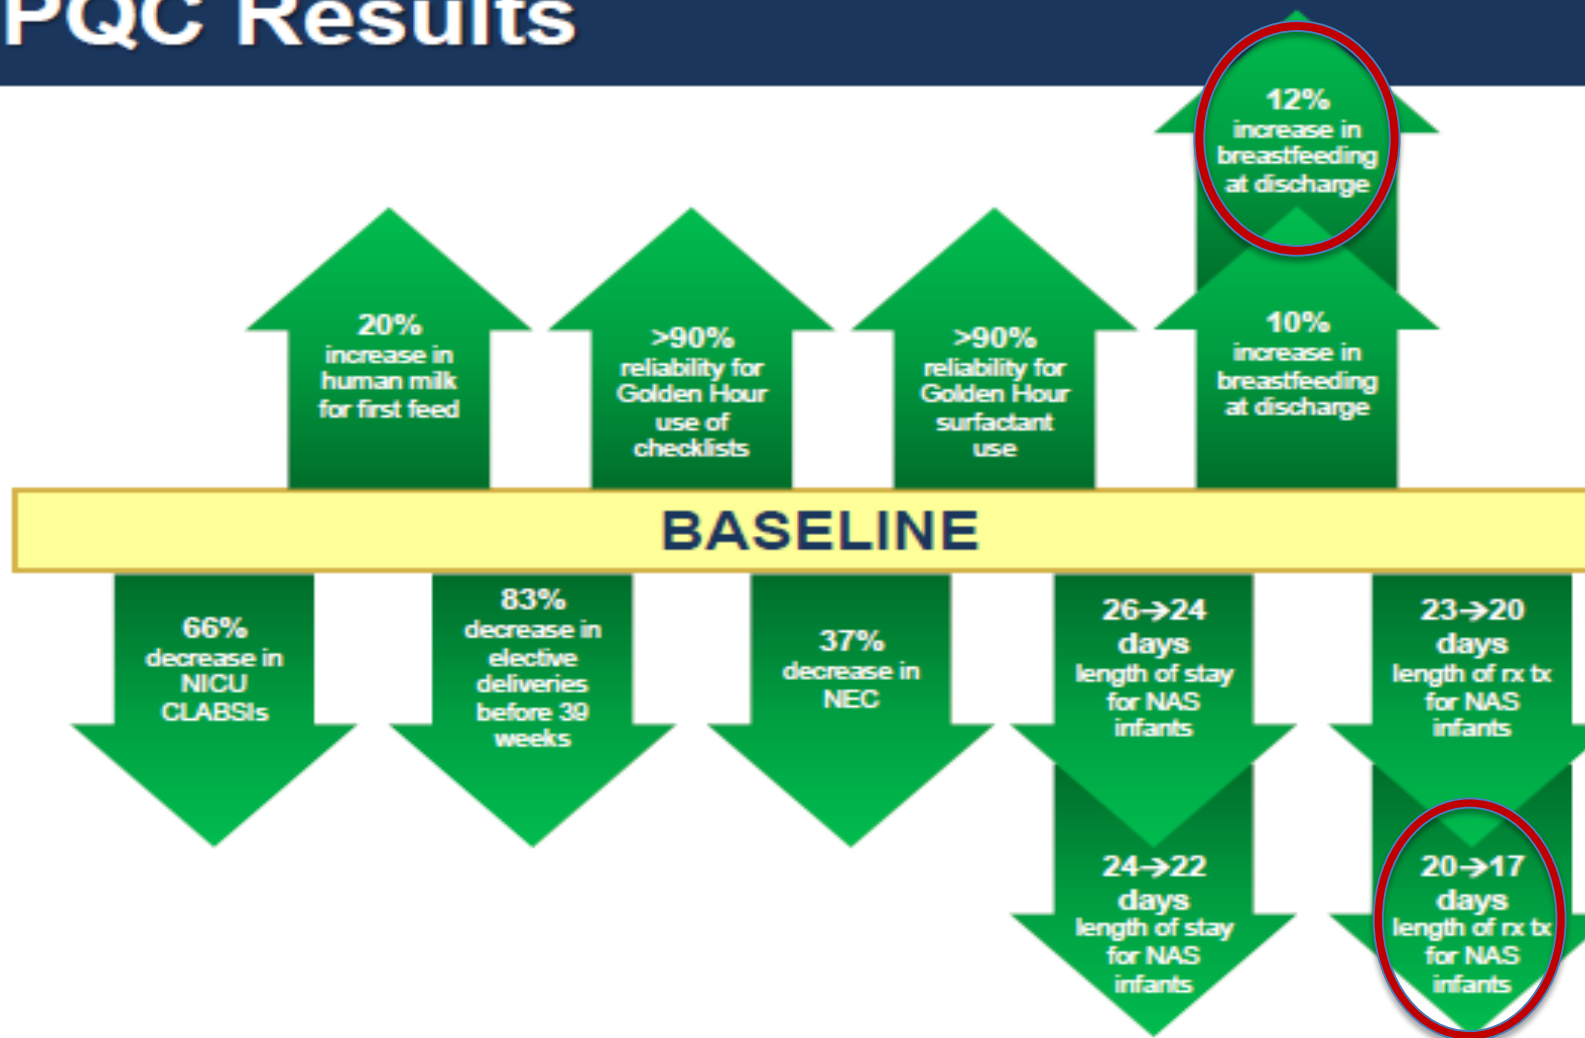 PQC Results
12%
increase in
breastfeeding
at discharge
20%
increase in
human milk
for first feed
>90%
reliability for
Golden Hour
use of
checklists
>90%
reliability for
Golden Hour
surfactant
use
10%
increase in
breastfeeding
at discharge
BASELINE
66%
decrease in
NICU
CLABSIs
83%
decrease in
elective
deliveries
before 39
weeks
37%
decrease in
NEC
26→24
days
length of stay
for NAS
infants
23→20
days
length of rx tx
for NAS
infants
24→22
days
length of stay
for NAS
infants
20→17
days
length of rx tx
for NAS
infants